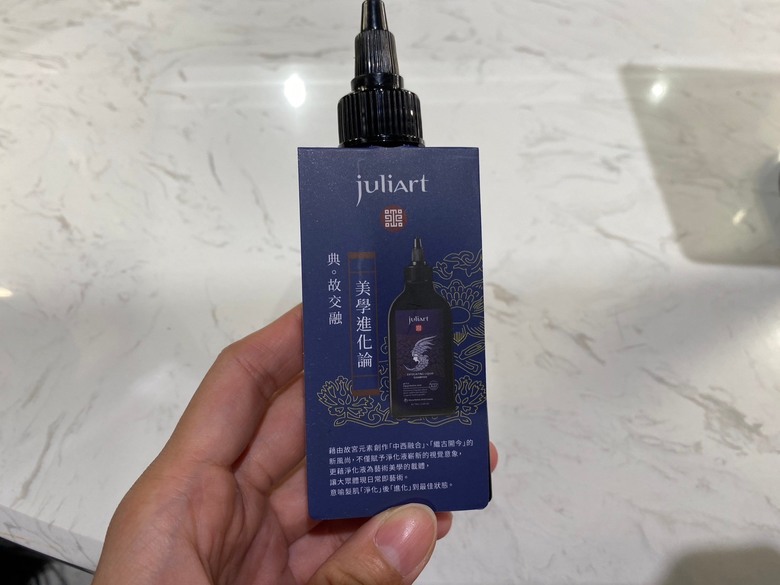 juliart
典。故交融
美學進化論
juliart
藉由故宮元素創作「中西融合」、「繼古開今」的
新風尚,不僅賦予淨化液嶄新的視覺意象,
更藉淨化液為藝術美學的載體,
讓大眾體現日常即藝術。
意喻髮肌「淨化」後「進化」到最佳狀態。